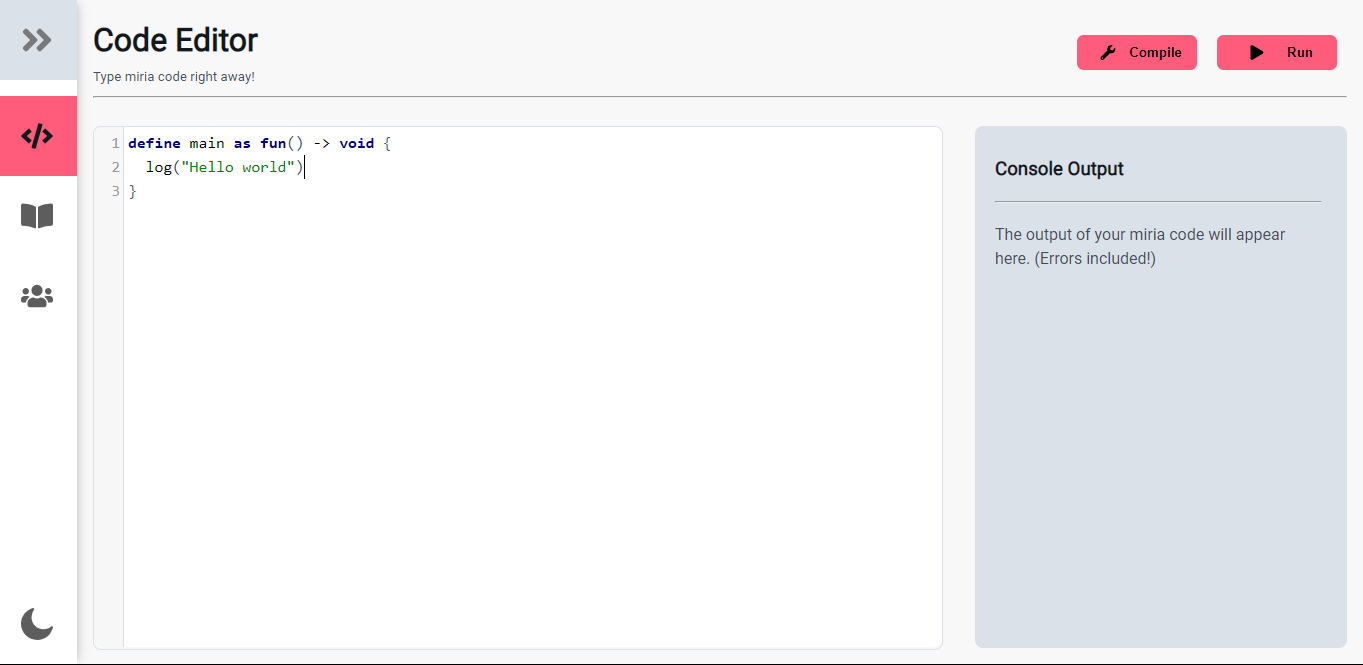 Code Editor
Type miria code right away!
Compile
Run
1 define main as fun() -> void {
2   log("Hello world")
3 }
Console Output
The output of your miria code will appear
here. (Errors included!)